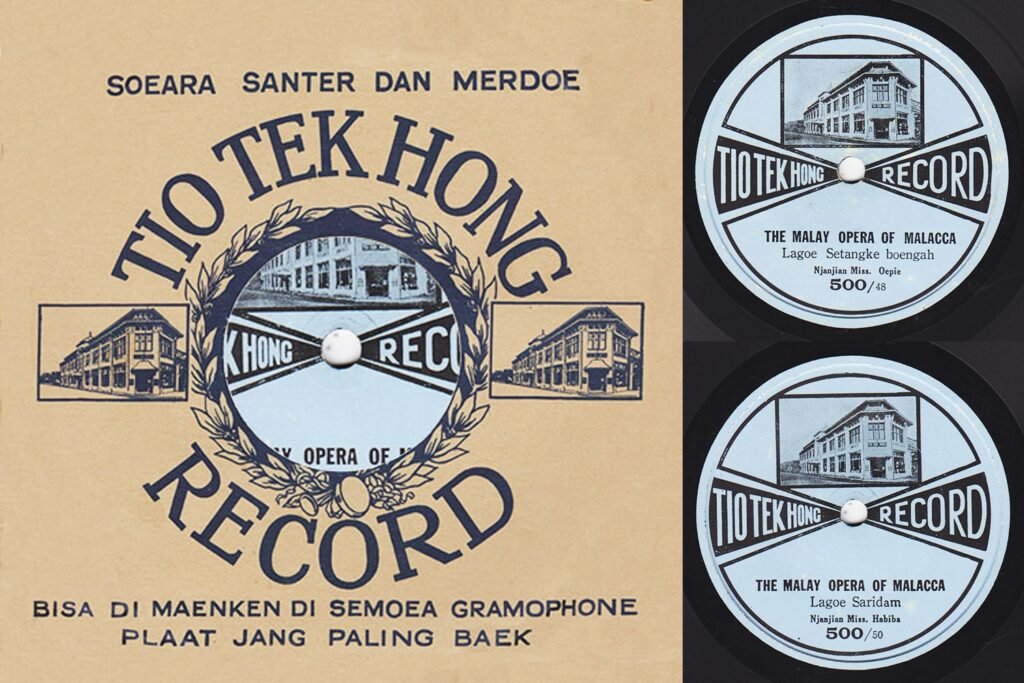 SOEARA SANTER DAN MERDOE
TIO TEK HONG
K HONG RECO
AY OPERA OF M
RECORD
BISA DI MAENKEN DI SEMOEA GRAMOPHONE
PLAAT JANG PALING BAEK
TIO TEK HONG RECORD
THE MALAY OPERA OF MALACCA
Lagoe Setangke boengah
Njanjian Miss. Oepie
500/48
TIO TEK HONG RECORD
THE MALAY OPERA OF MALACCA
Lagoe Saridam
Njanjian Miss. Habiba
500/50